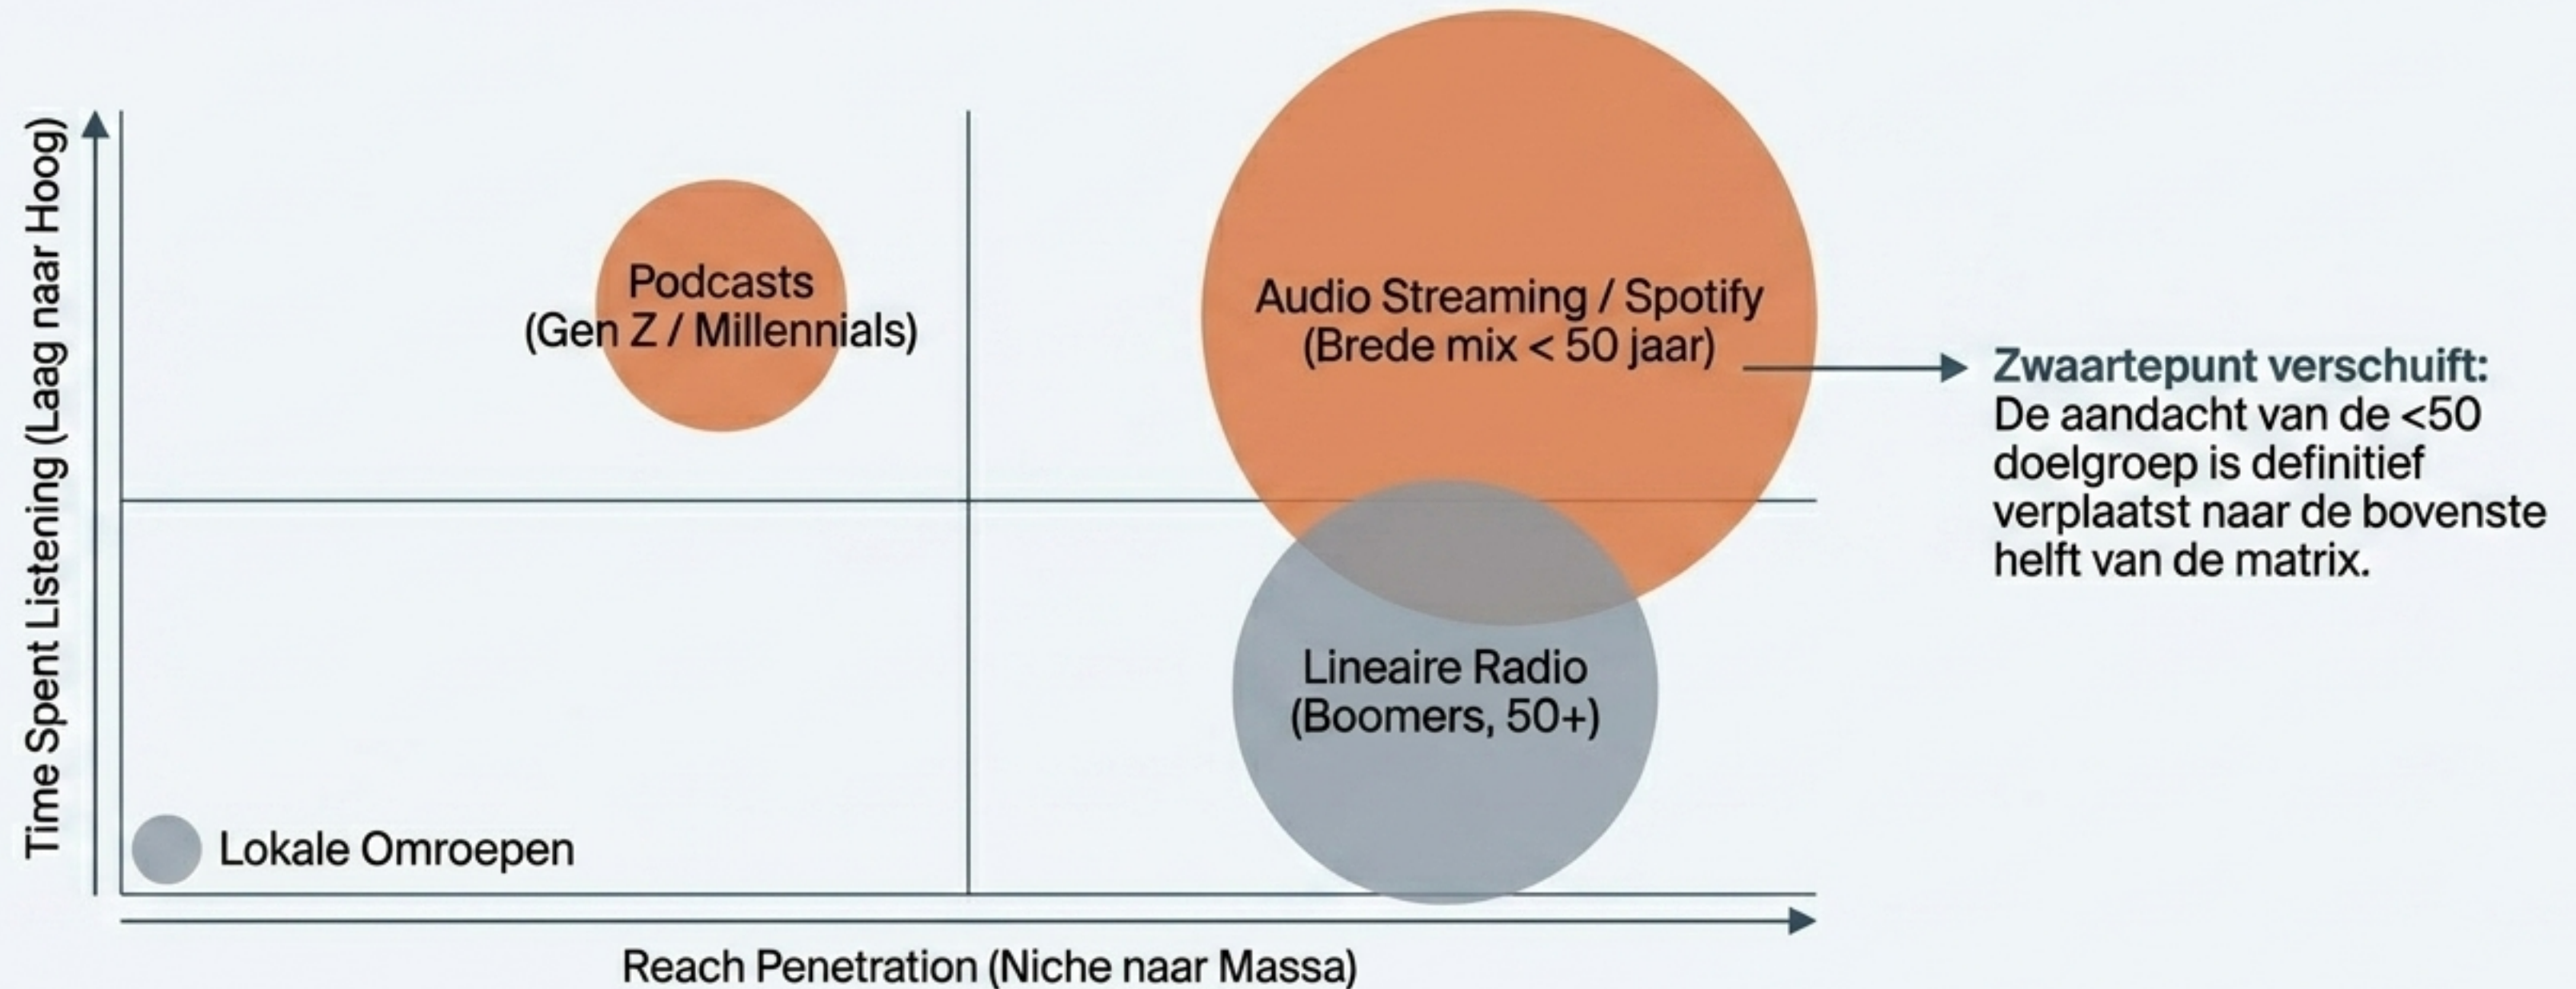 Time Spent Listening (Laag naar Hoog)
Podcasts
(Gen Z / Millennials)
Audio Streaming / Spotify
(Brede mix < 50 jaar)
Zwaartepunt verschuift:
De aandacht van de <50
doelgroep is definitief
verplaatst naar de bovenste
helft van de matrix.
Lineaire Radio
(Boomers, 50+)
Lokale Omroepen
Reach Penetration (Niche naar Massa)